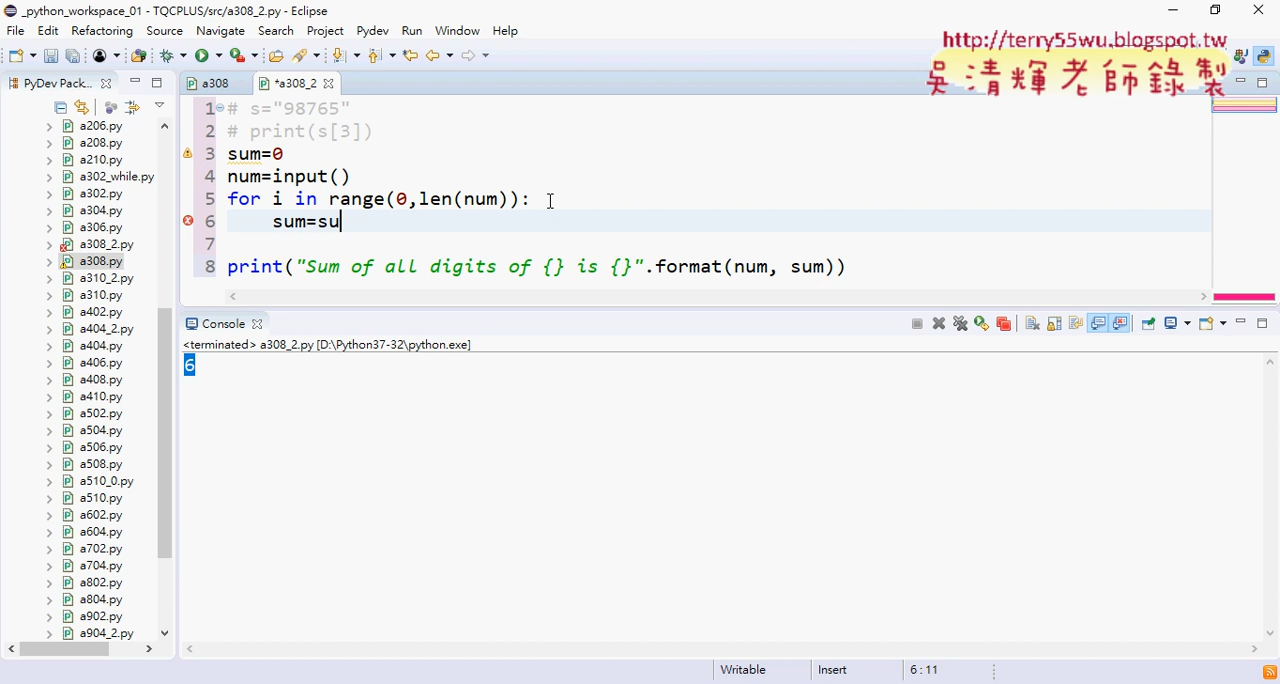 _python_workspace_01 - TQCPLUS/src/a308_2.py - Eclipse
File Edit Refactoring Source Navigate Search Project Pydev Run Window Help
http://terry55wu.blogspot.tw
吳清輝老師錄製
PyDev Pack...
a308
*a308_2
1 # s="98765"
2 # print(s[3])
3 sum=0
4 num=input()
5 for i in range(0,len(num)):
6 sum=su
7
8 print("Sum of all digits of {} is {}".format(num, sum))
a206.py
a208.py
a210.py
a302_while.py
a302.py
a304.py
a306.py
a308_2.py
a308.py
a310_2.py
a310.py
a402.py
a404_2.py
a404.py
a406.py
a408.py
a410.py
a502.py
a504.py
a506.py
a508.py
a510_0.py
a510.py
a602.py
a604.py
a702.py
a704.py
a802.py
a804.py
a902.py
a904_2.py
Console
<terminated> a308_2.py [D:\Python37-32\python.exe]
6
Writable Insert 6 : 11